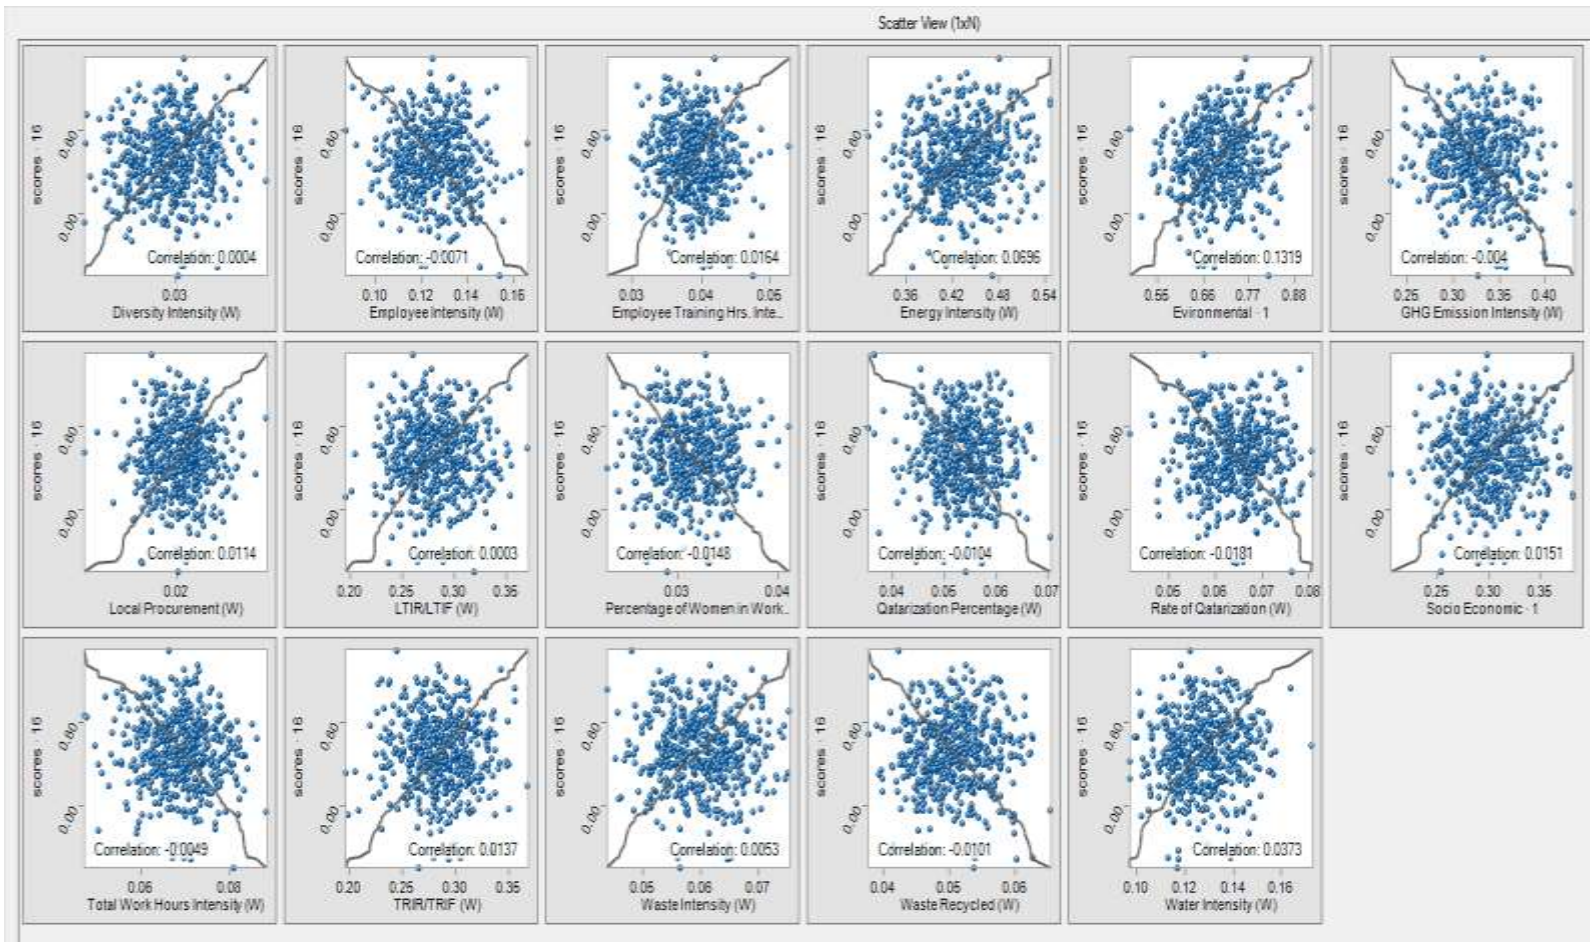 Scatter View (1xN)
scores - 16
0.80
0.00
Correlation: 0.0004
0.03
Diversity Intensity (W)
scores - 16
0.80
0.00
Correlation: -0.0071
0.10 0.12 0.14 0.16
Employee Intensity (W)
scores - 16
0.80
0.00
Correlation: 0.0164
0.03 0.04 0.05
Employee Training Hrs. Inte...
scores - 16
0.80
0.00
Correlation: 0.0696
0.36 0.42 0.48 0.54
Energy Intensity (W)
scores - 16
0.80
0.00
Correlation: 0.1319
0.55 0.66 0.77 0.88
Evironmental - 1
scores - 16
0.80
0.00
Correlation: -0.004
0.25 0.30 0.35 0.40
GHG Emission Intensity (W)
scores - 16
0.80
0.00
Correlation: 0.0114
0.02
Local Procurement (W)
scores - 16
0.80
0.00
Correlation: 0.0003
0.20 0.25 0.30 0.35
LTIR/LTIF (W)
scores - 16
0.80
0.00
Correlation: -0.0148
0.03 0.04
Percentage of Women in Work...
scores - 16
0.80
0.00
Correlation: -0.0104
0.04 0.05 0.06 0.07
Qatarization Percentage (W)
scores - 16
0.80
0.00
Correlation: -0.0181
0.05 0.06 0.07 0.08
Rate of Qatarization (W)
scores - 16
0.80
0.00
Correlation: 0.0151
0.25 0.30 0.35
Socio Economic - 1
scores - 16
0.80
0.00
Correlation: -0.0049
0.06 0.08
Total Work Hours Intensity (W)
scores - 16
0.80
0.00
Correlation: 0.0137
0.20 0.25 0.30 0.35
TRIR/TRIF (W)
scores - 16
0.80
0.00
Correlation: 0.0053
0.05 0.06 0.07
Waste Intensity (W)
scores - 16
0.80
0.00
Correlation: -0.0101
0.04 0.05 0.06
Waste Recycled (W)
scores - 16
0.80
0.00
Correlation: 0.0373
0.10 0.12 0.14 0.16
Water Intensity (W)